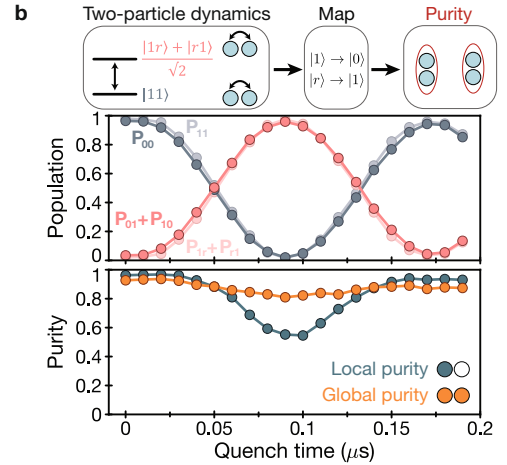 b
Two-particle dynamics
Map
Purity
|1r⟩ + |r1⟩
√2
|11⟩
|1⟩ → |0⟩
|r⟩ → |1⟩
Population
1
0.8
0.6
0.4
0.2
0
P₁₁
P₀₀
P₀₁+P₁₀
P₁ᵣ+Pᵣ₁
Purity
1
0.8
0.6
0.4
0.2
0
Local purity
Global purity
0
0.05
0.1
0.15
0.2
Quench time (μs)